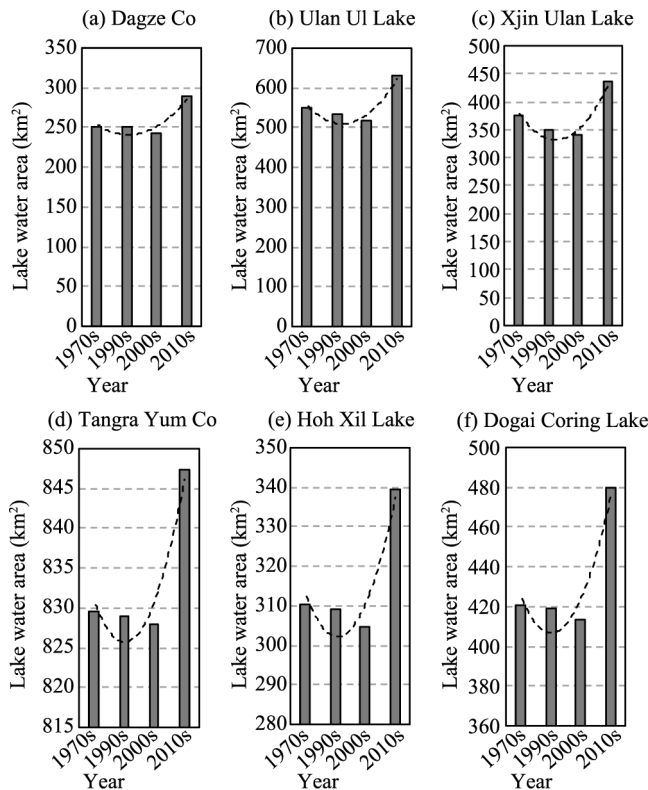 (a) Dagze Co
Lake water area (km²)
350
300
250
200
150
100
50
0
1970s
1990s
2000s
2010s
Year
(b) Ulan Ul Lake
Lake water area (km²)
700
600
500
400
300
200
100
0
1970s
1990s
2000s
2010s
Year
(c) Xjin Ulan Lake
Lake water area (km²)
500
450
400
350
300
250
200
150
100
50
0
1970s
1990s
2000s
2010s
Year
(d) Tangra Yum Co
Lake water area (km²)
850
845
840
830
830
825
820
815
1970s
1990s
2000s
2010s
Year
(e) Hoh Xil Lake
Lake water area (km²)
350
340
330
320
310
300
290
280
1970s
1990s
2000s
2010s
Year
(f) Dogai Coring Lake
Lake water area (km²)
500
480
460
440
420
400
380
360
1970s
1990s
2000s
2010s
Year